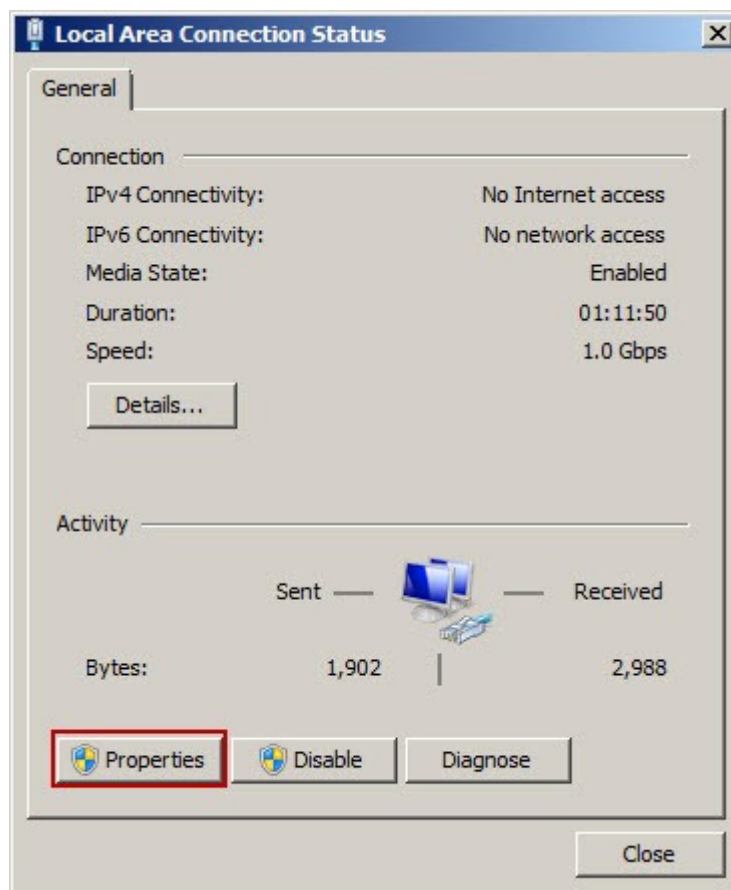 Local Area Connection Status
General
Connection
IPv4 Connectivity: No Internet access
IPv6 Connectivity: No network access
Media State: Enabled
Duration: 01:11:50
Speed: 1.0 Gbps
Details...
Activity
Sent Received
Bytes: 1,902 2,988
Properties Disable Diagnose
Close